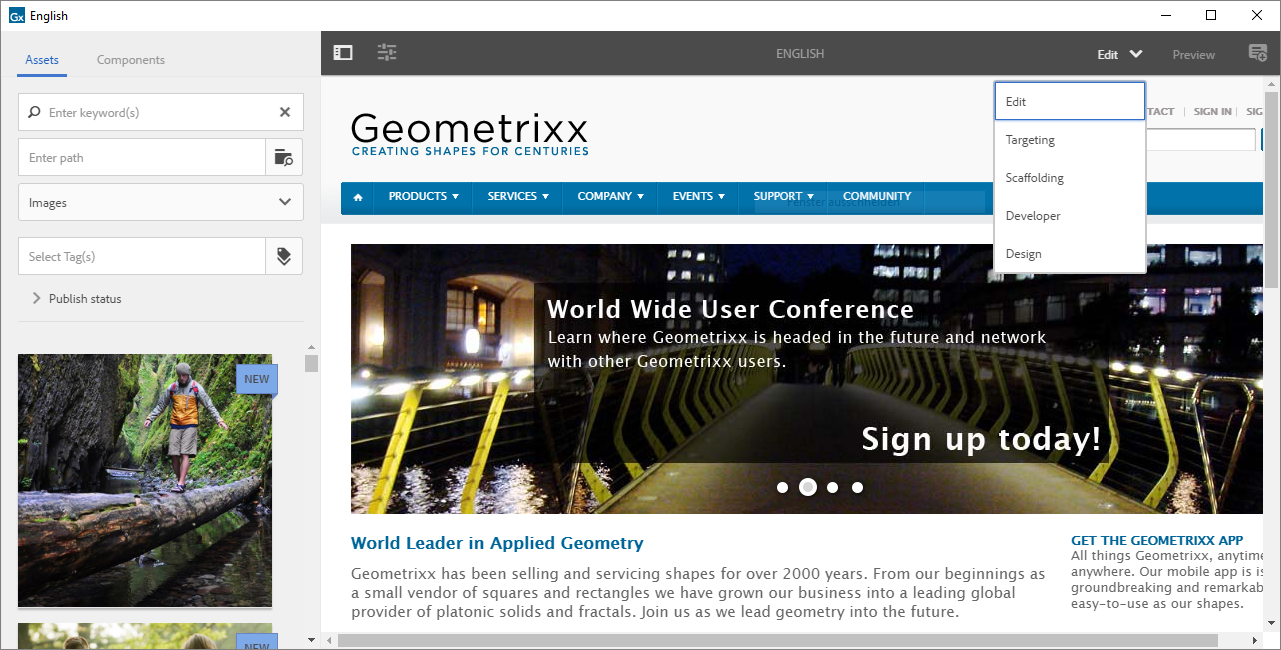 Gx English
Assets Components
ENGLISH
Edit Preview
Enter keyword(s)
Enter path
Images
Select Tag(s)
Publish status
NEW
NEW
Edit
Targeting
Scaffolding
Developer
Design
TACT | SIGN IN | SIG
Geometrixx
CREATING SHAPES FOR CENTURIES
PRODUCTS SERVICES COMPANY EVENTS SUPPORT COMMUNITY
Fenster ausschneiden
World Wide User Conference
Learn where Geometrixx is headed in the future and network
with other Geometrixx users.
Sign up today!
World Leader in Applied Geometry
Geometrixx has been selling and servicing shapes for over 2000 years. From our beginnings as
a small vendor of squares and rectangles we have grown our business into a leading global
provider of platonic solids and fractals. Join us as we lead geometry into the future.
GET THE GEOMETRIXX APP
All things Geometrixx, anytime
anywhere. Our mobile app is is
groundbreaking and remarkab
easy-to-use as our shapes.